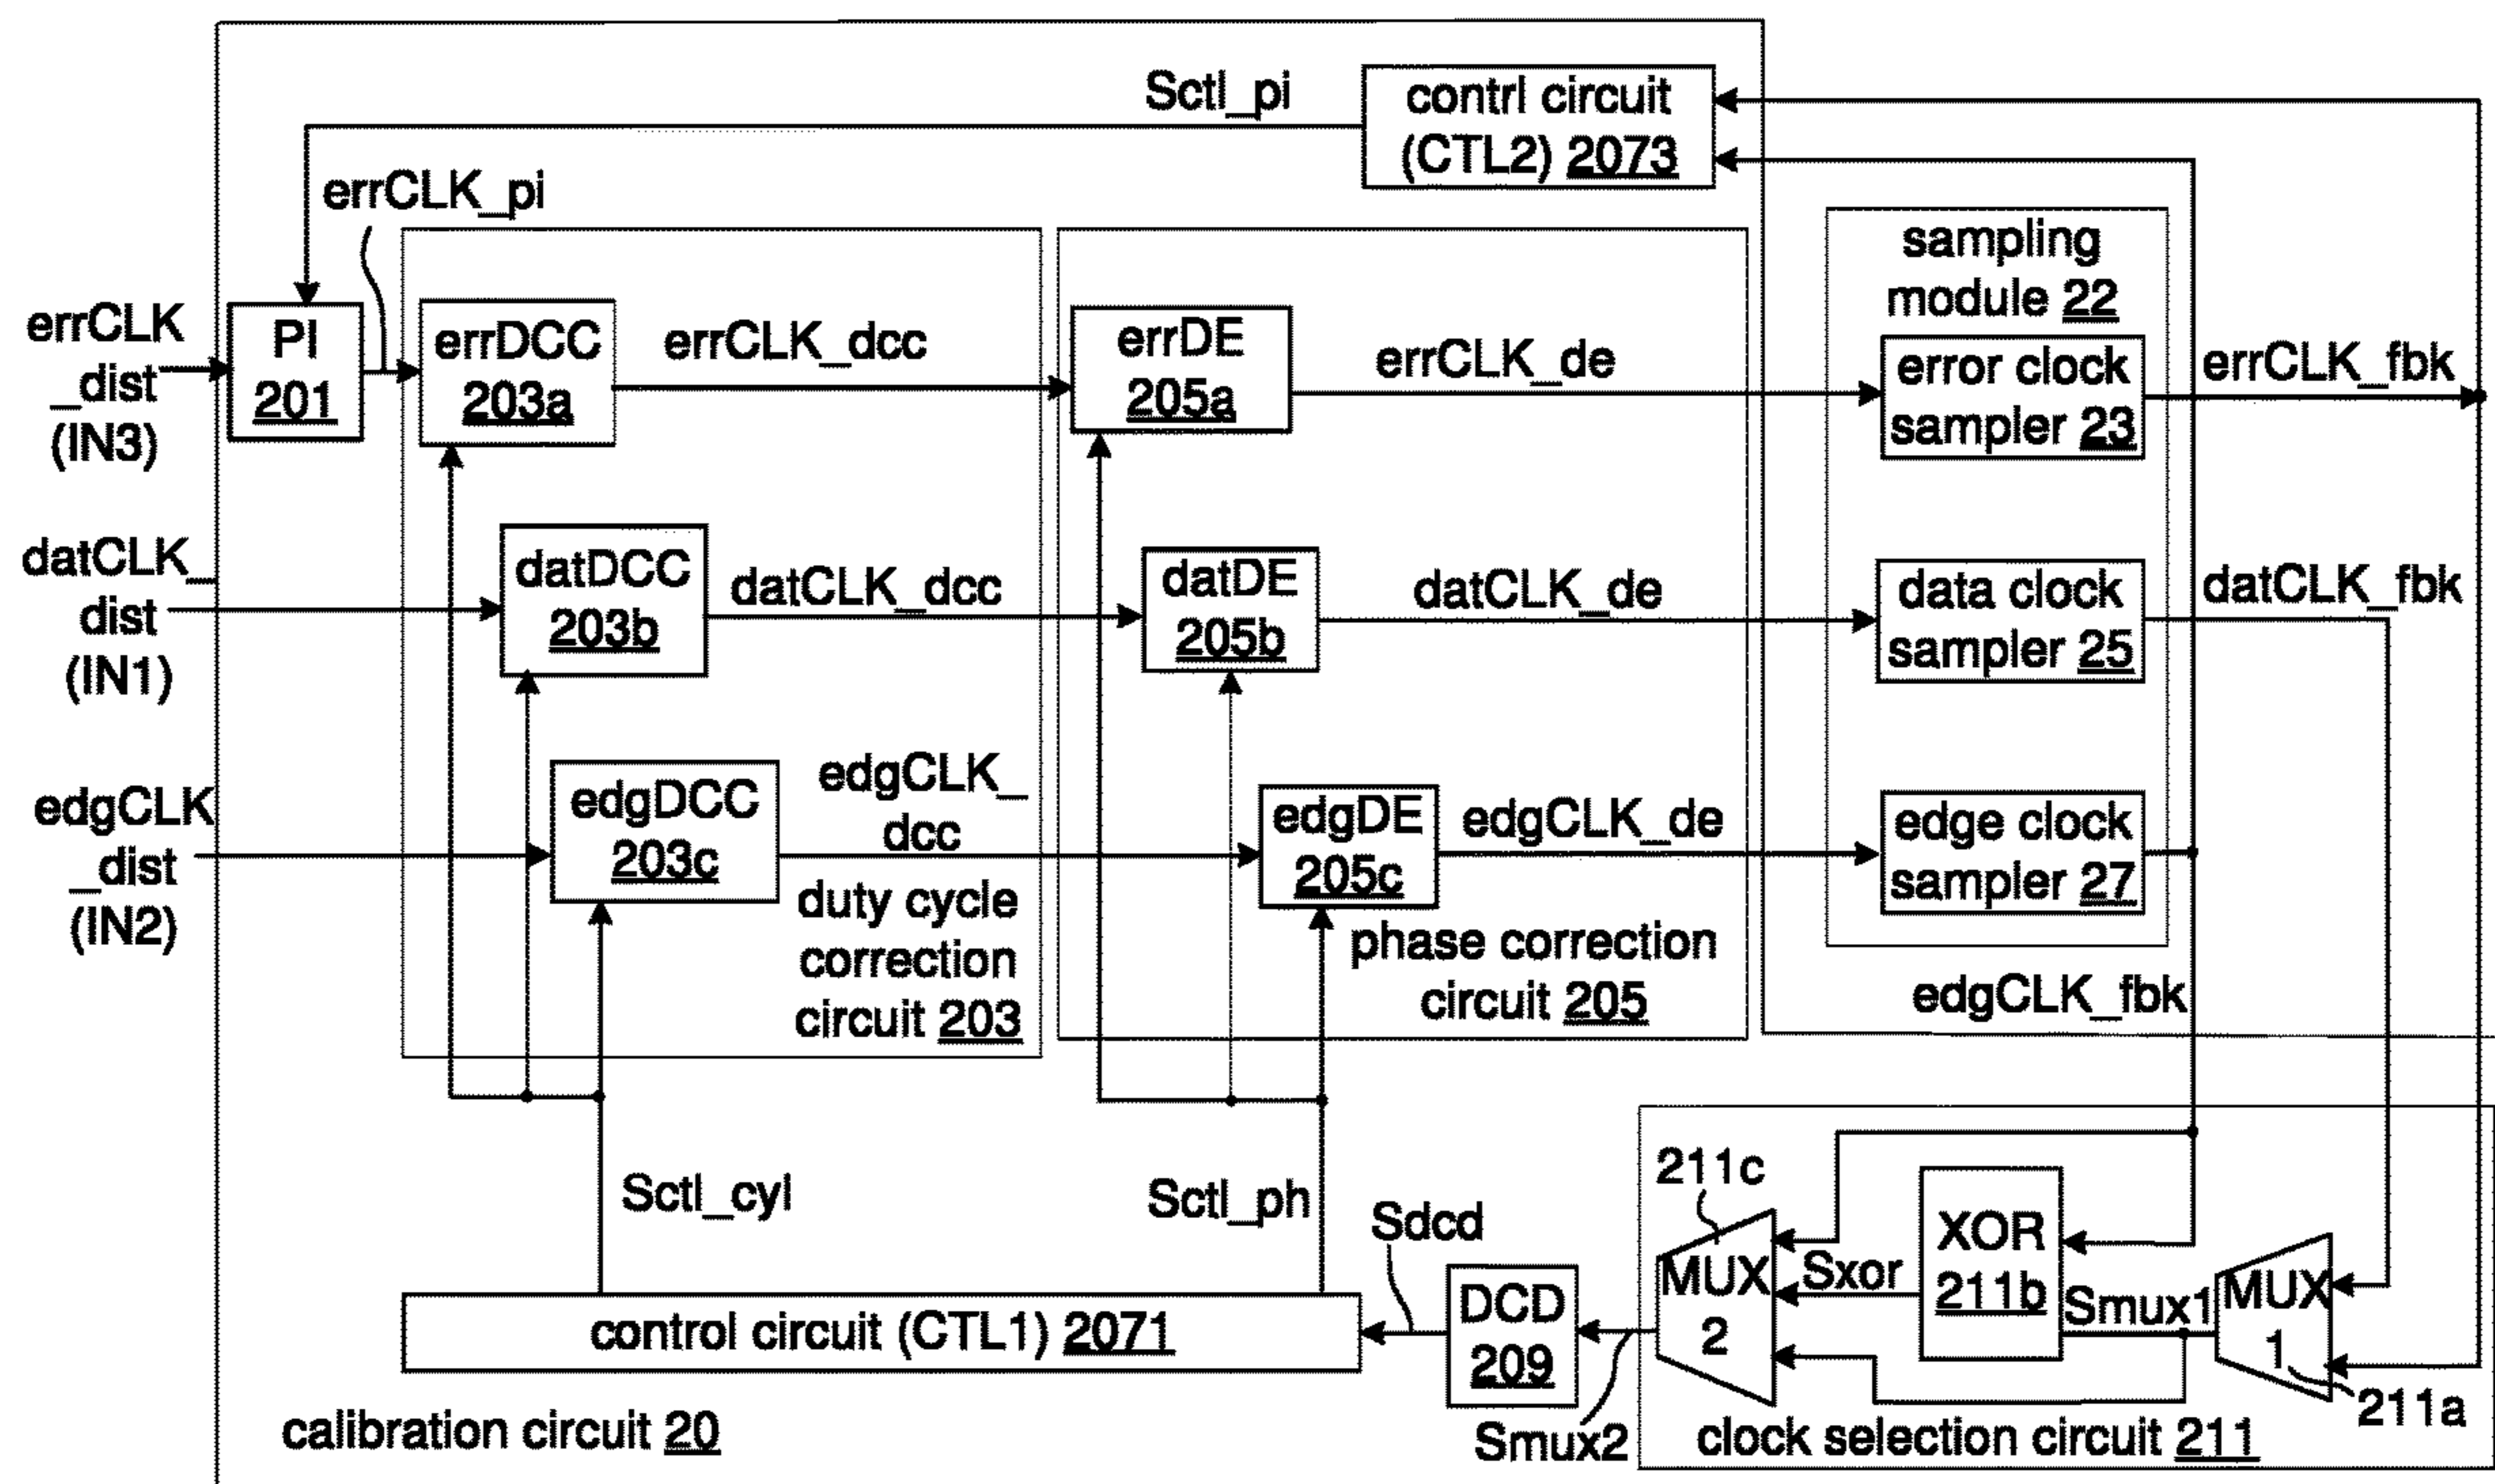 Sctl_pi
contrl circuit
(CTL2) 2073
errCLK_pi
sampling
module 22
errCLK
_dist
(IN3)
PI
201
errDCC
203a
errCLK_dcc
errDE
205a
errCLK_de
error clock
sampler 23
errCLK_fbk
datCLK_
dist
(IN1)
datDCC
203b
datCLK_dcc
datDE
205b
datCLK_de
data clock
sampler 25
datCLK_fbk
edgCLK
_dist
(IN2)
edgDCC
203c
edgCLK_
dcc
edgDE
205c
edgCLK_de
edge clock
sampler 27
duty cycle
correction
circuit 203
phase correction
circuit 205
edgCLK_fbk
Sctl_cyl
Sctl_ph
Sdcd
211c
MUX
2
Sxor
XOR
211b
Smux1
MUX
1
211a
DCD
209
control circuit (CTL1) 2071
Smux2
calibration circuit 20
clock selection circuit 211